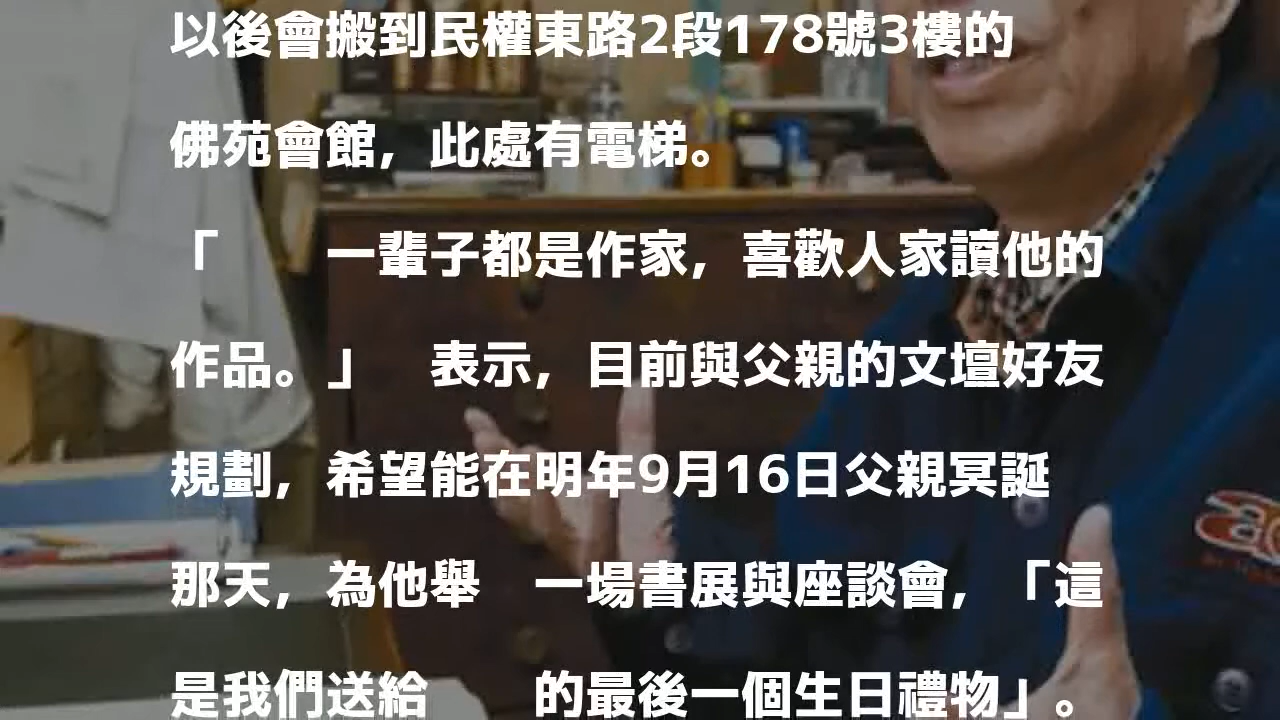 以後會搬到民權東路2段178號3樓的
佛苑會館，此處有電梯。
「　　一輩子都是作家，喜歡人家讀他的
作品。」　表示，目前與父親的文壇好友
規劃，希望能在明年9月16日父親冥誕
那天，為他舉　一場書展與座談會，「這
是我們送給　　的最後一個生日禮物」。